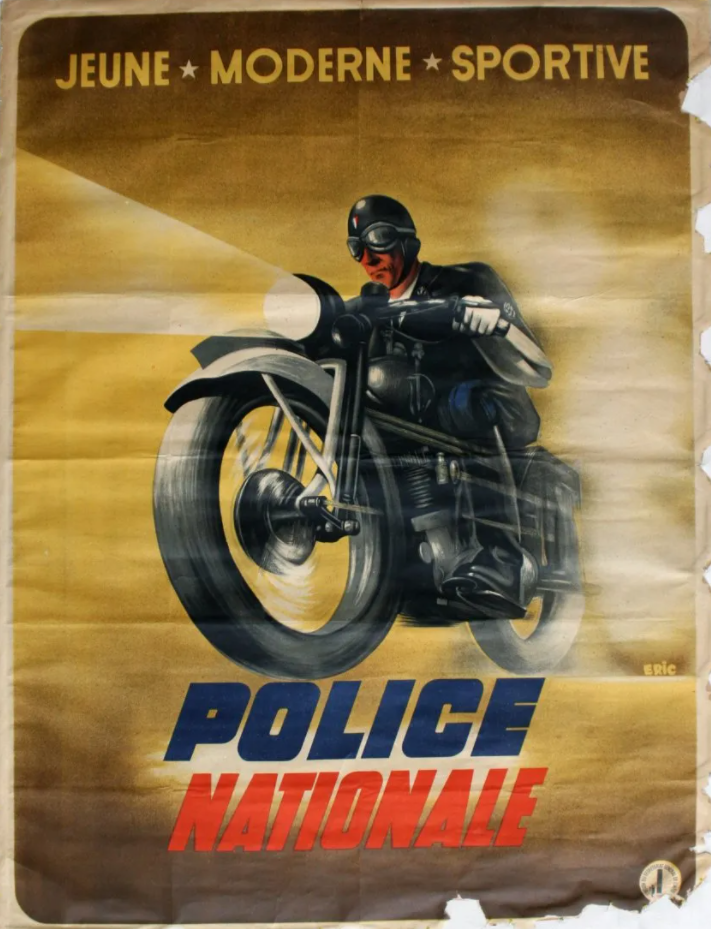 JEUNE ★ MODERNE ★ SPORTIVE
ERIC
POLICE
NATIONALE